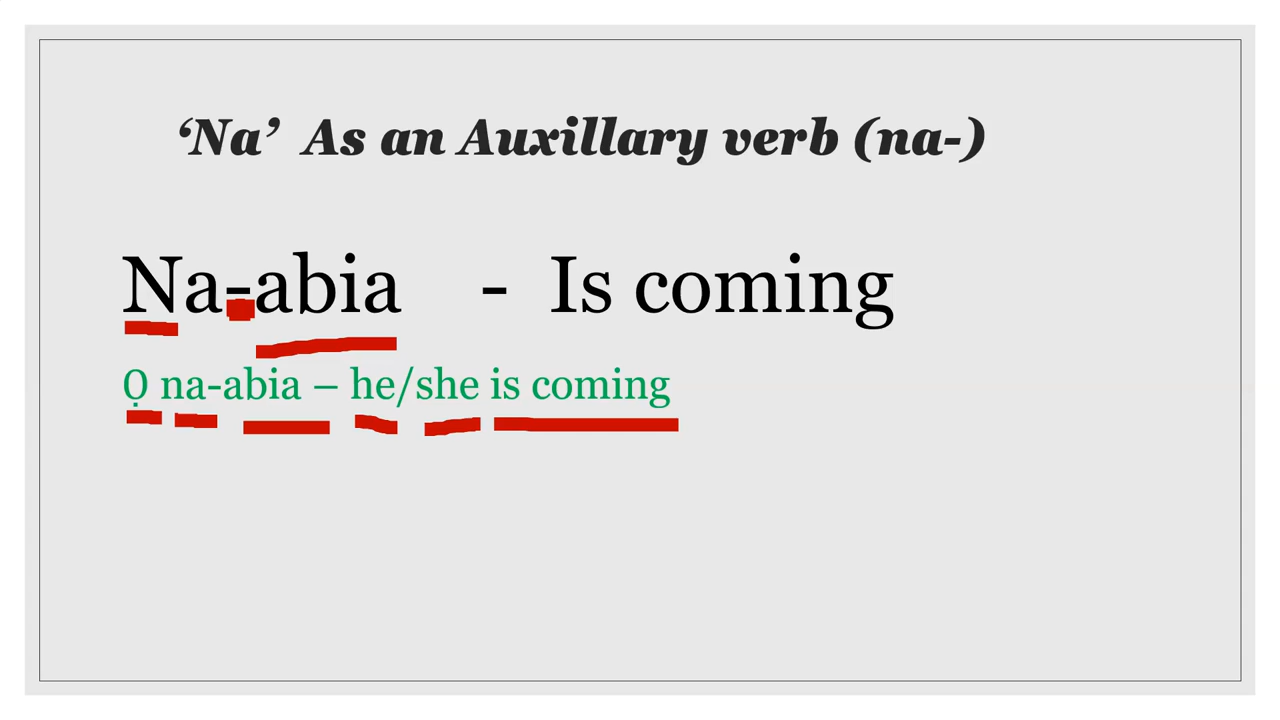 ‘Na’ As an Auxillary verb (na-)
Na-abia - Is coming
Ọ na-abia – he/she is coming